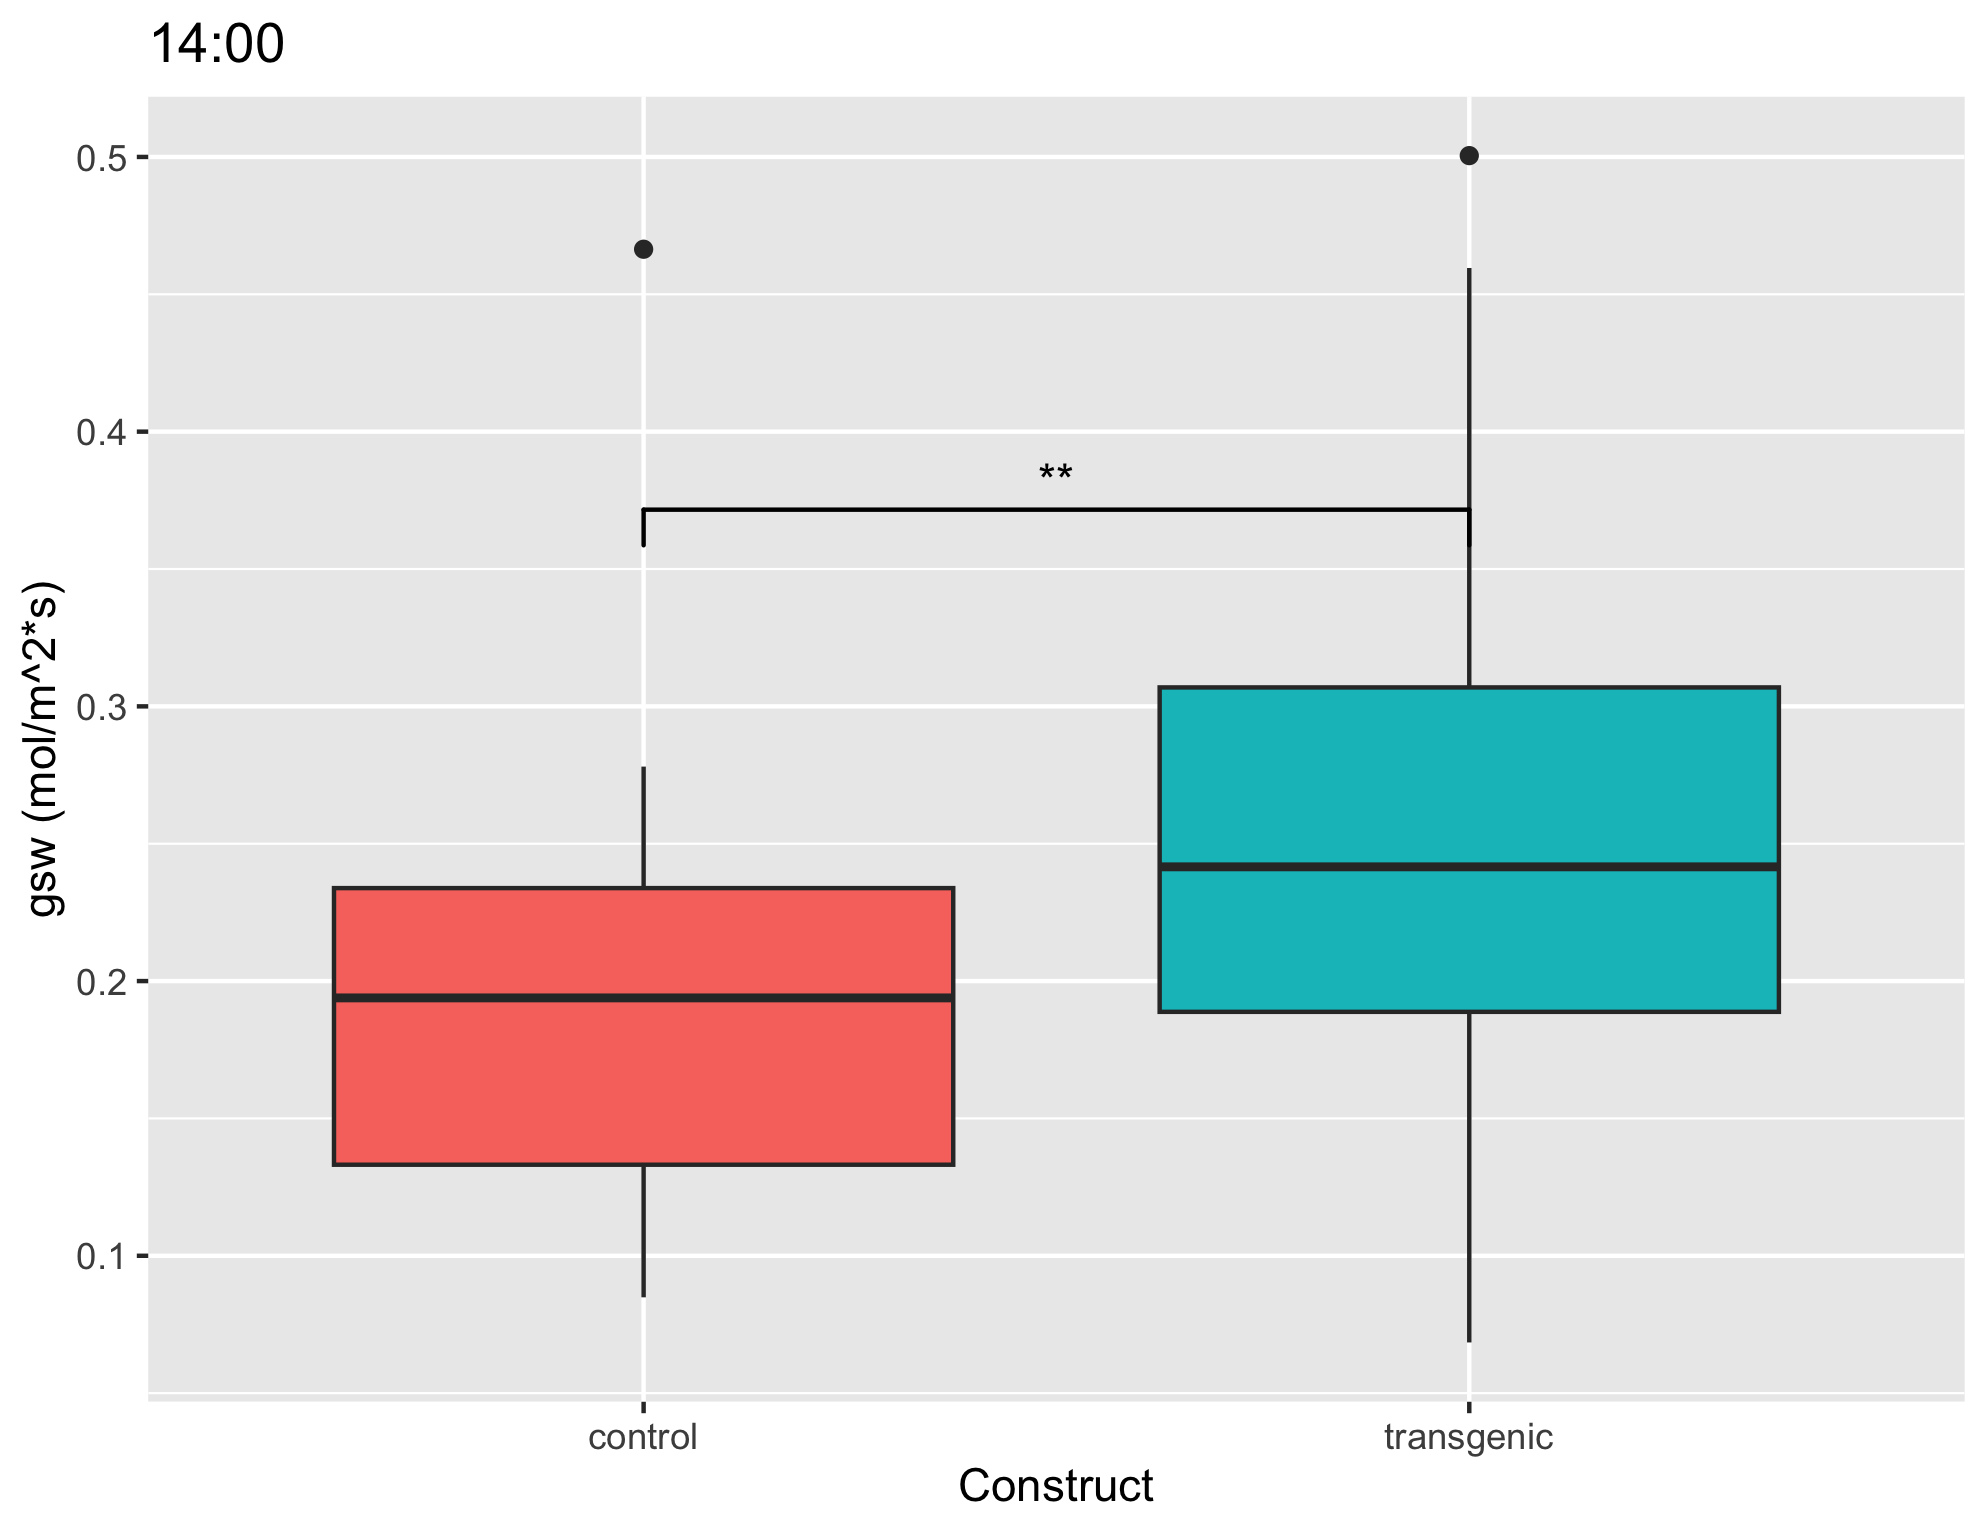 14:00
gsw (mol/m^2*s)
0.5
0.4
0.3
0.2
0.1
**
control
transgenic
Construct